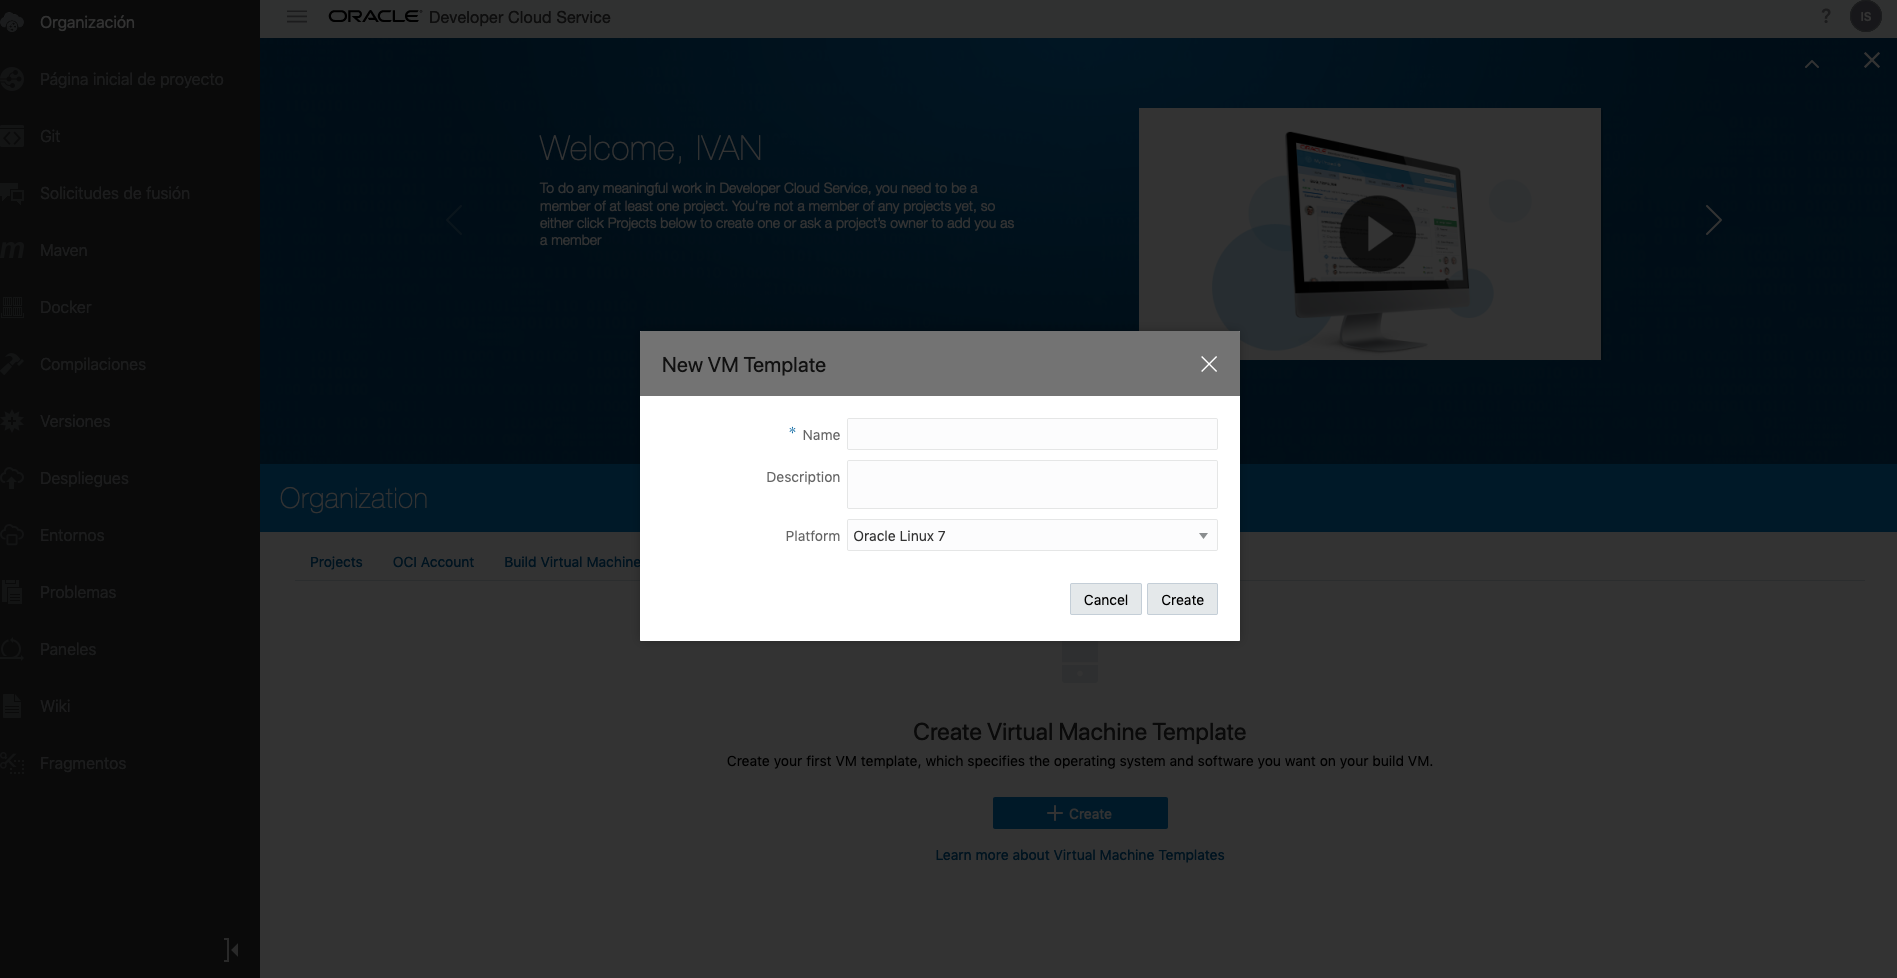 Organización
Página inicial de proyecto
Git
Solicitudes de fusión
Maven
Docker
Compilaciones
Versiones
Despliegues
Entornos
Problemas
Paneles
Wiki
Fragmentos
ORACLE Developer Cloud Service
?
IS
Welcome, IVAN
To do any meaningful work in Developer Cloud Service, you need to be a
member of at least one project. You're not a member of any projects yet, so
either click Projects below to create one or ask a project's owner to add you as
a member
New VM Template
* Name
Description
Platform Oracle Linux 7
Cancel Create
Organization
Projects OCI Account Build Virtual Machine
Create Virtual Machine Template
Create your first VM template, which specifies the operating system and software you want on your build VM.
Create
Learn more about Virtual Machine Templates